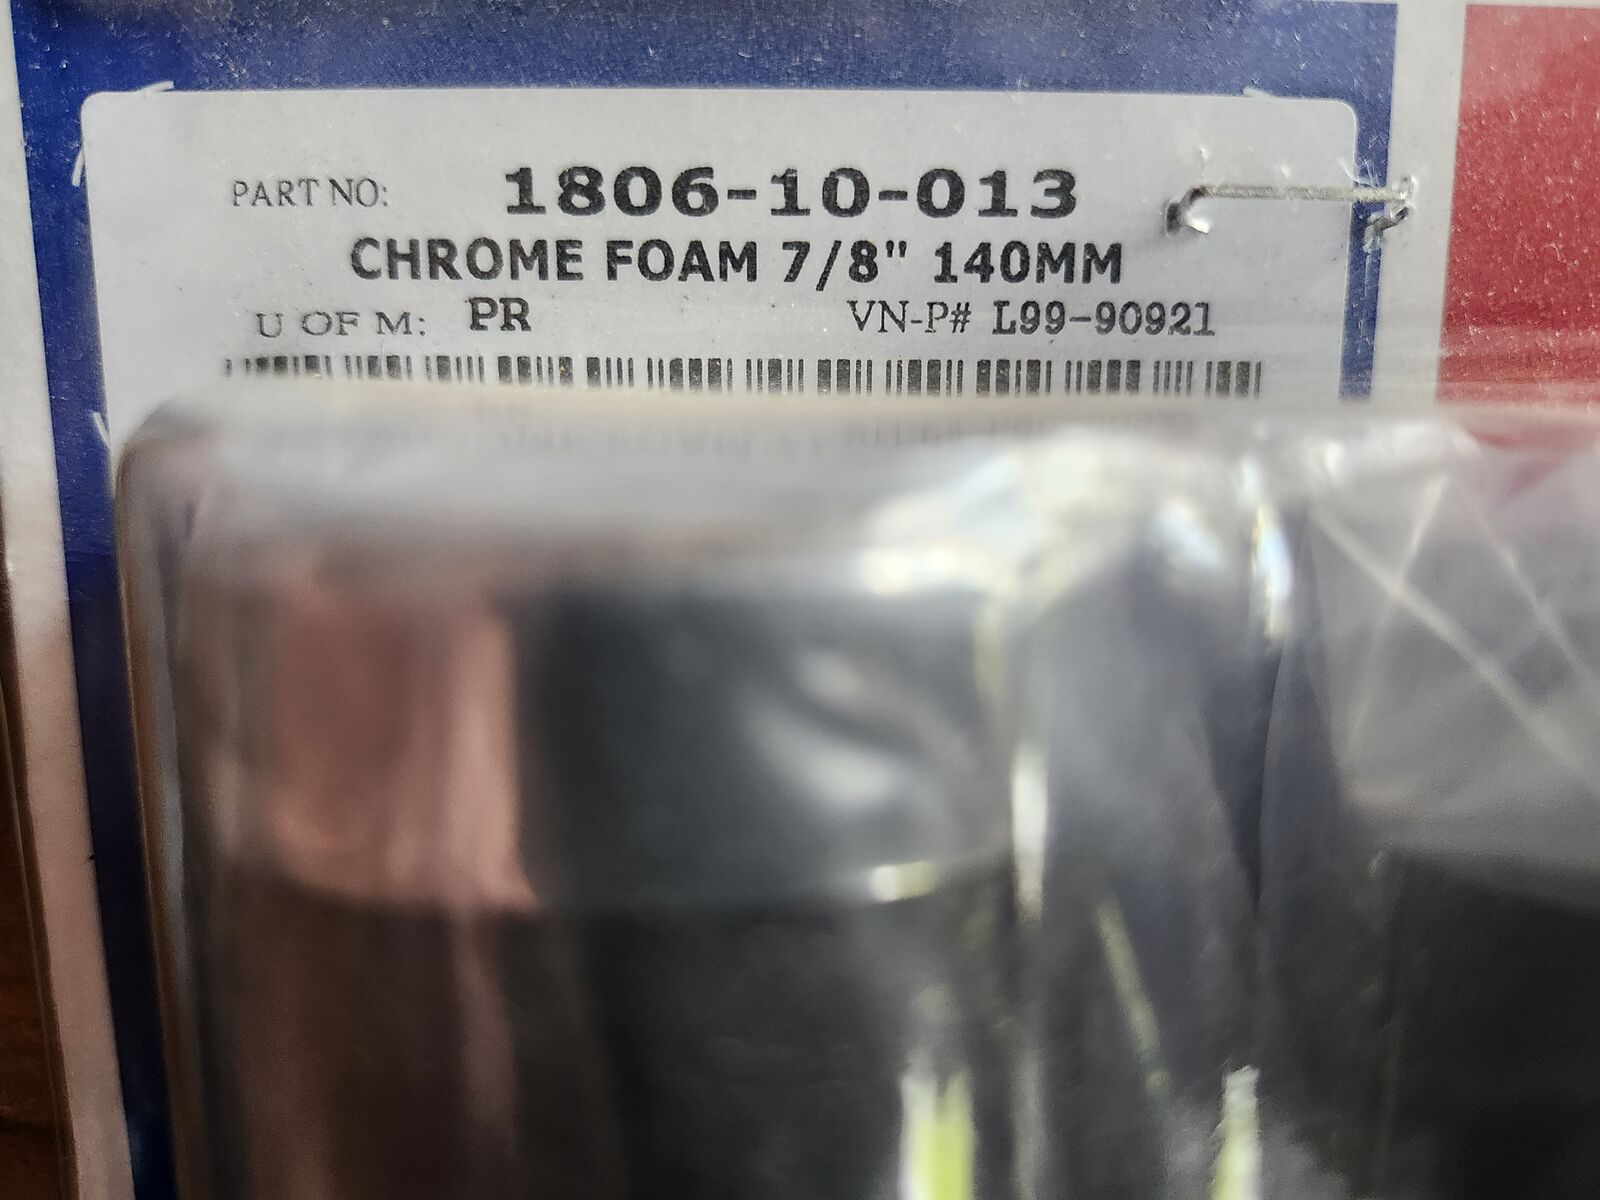 PART NO: 1806-10-013
CHROME FOAM 7/8" 140MM
U OF M: PR VN-P# L99-90921